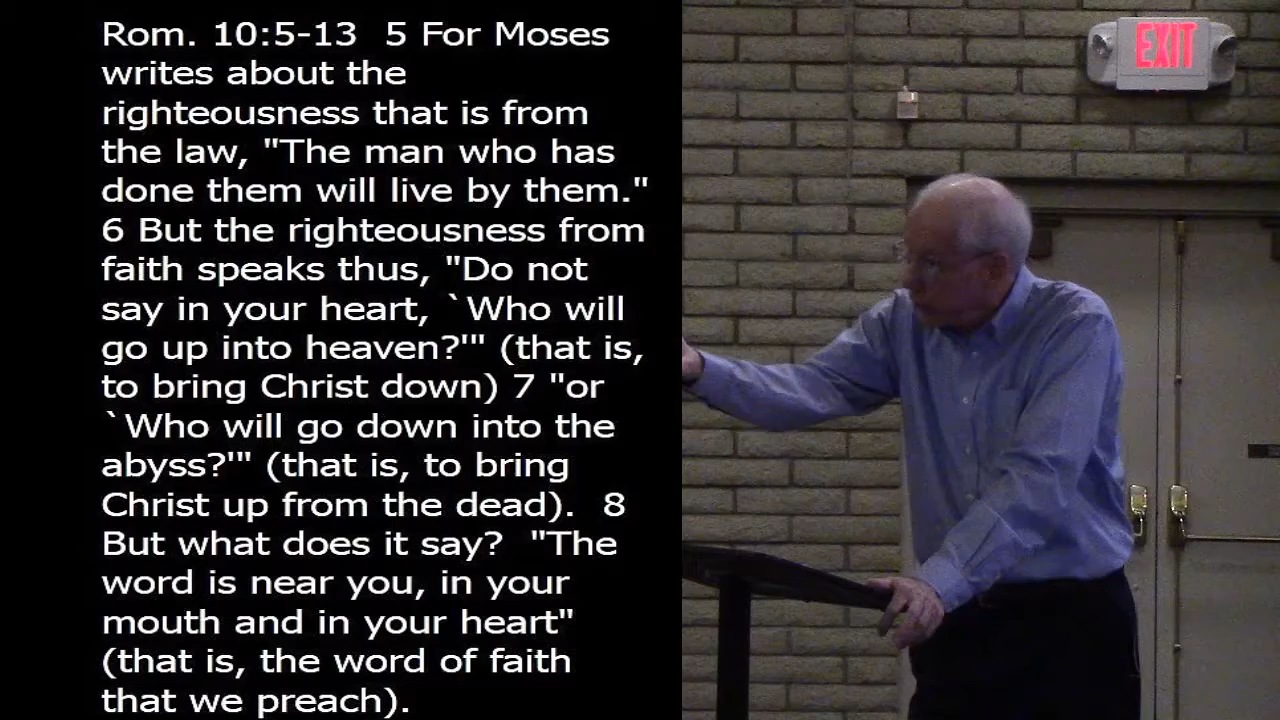 Rom. 10:5-13  5 For Moses
writes about the
righteousness that is from
the law, "The man who has
done them will live by them."
6 But the righteousness from
faith speaks thus, "Do not
say in your heart, `Who will
go up into heaven?'" (that is,
to bring Christ down) 7 "or
`Who will go down into the
abyss?'" (that is, to bring
Christ up from the dead).  8
But what does it say?  "The
word is near you, in your
mouth and in your heart"
(that is, the word of faith
that we preach).
EXIT